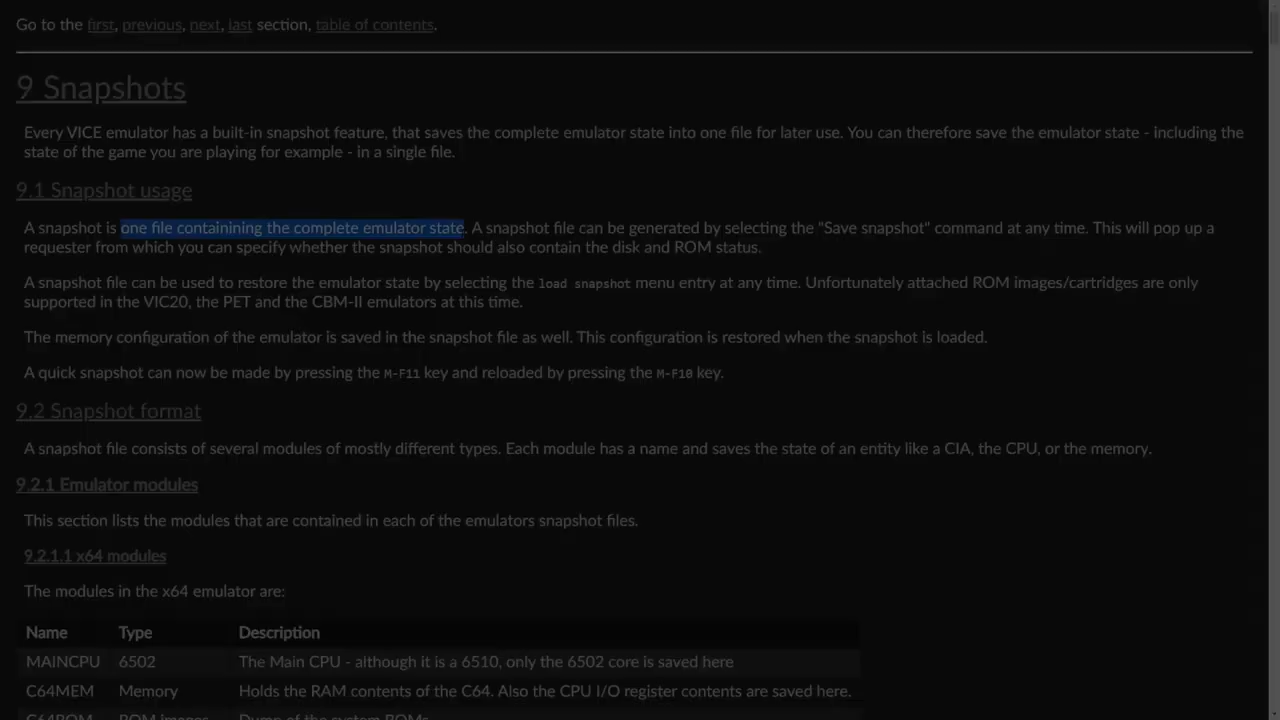 Go to the first, previous, next, last section, table of contents.
9 Snapshots
Every VICE emulator has a built-in snapshot feature, that saves the complete emulator state into one file for later use. You can therefore save the emulator state - including the
state of the game you are playing for example - in a single file.
9.1 Snapshot usage
A snapshot is one file containining the complete emulator state. A snapshot file can be generated by selecting the "Save snapshot" command at any time. This will pop up a
requester from which you can specify whether the snapshot should also contain the disk and ROM status.
A snapshot file can be used to restore the emulator state by selecting the load snapshot menu entry at any time. Unfortunately attached ROM images/cartridges are only
supported in the VIC20, the PET and the CBM-II emulators at this time.
The memory configuration of the emulator is saved in the snapshot file as well. This configuration is restored when the snapshot is loaded.
A quick snapshot can now be made by pressing the M-F11 key and reloaded by pressing the M-F10 key.
9.2 Snapshot format
A snapshot file consists of several modules of mostly different types. Each module has a name and saves the state of an entity like a CIA, the CPU, or the memory.
9.2.1 Emulator modules
This section lists the modules that are contained in each of the emulators snapshot files.
9.2.1.1 x64 modules
The modules in the x64 emulator are:
Name Type Description
MAINCPU 6502 The Main CPU - although it is a 6510, only the 6502 core is saved here
C64MEM Memory Holds the RAM contents of the C64. Also the CPU I/O register contents are saved here.
C64ROM ROM images Dump of the system ROMs